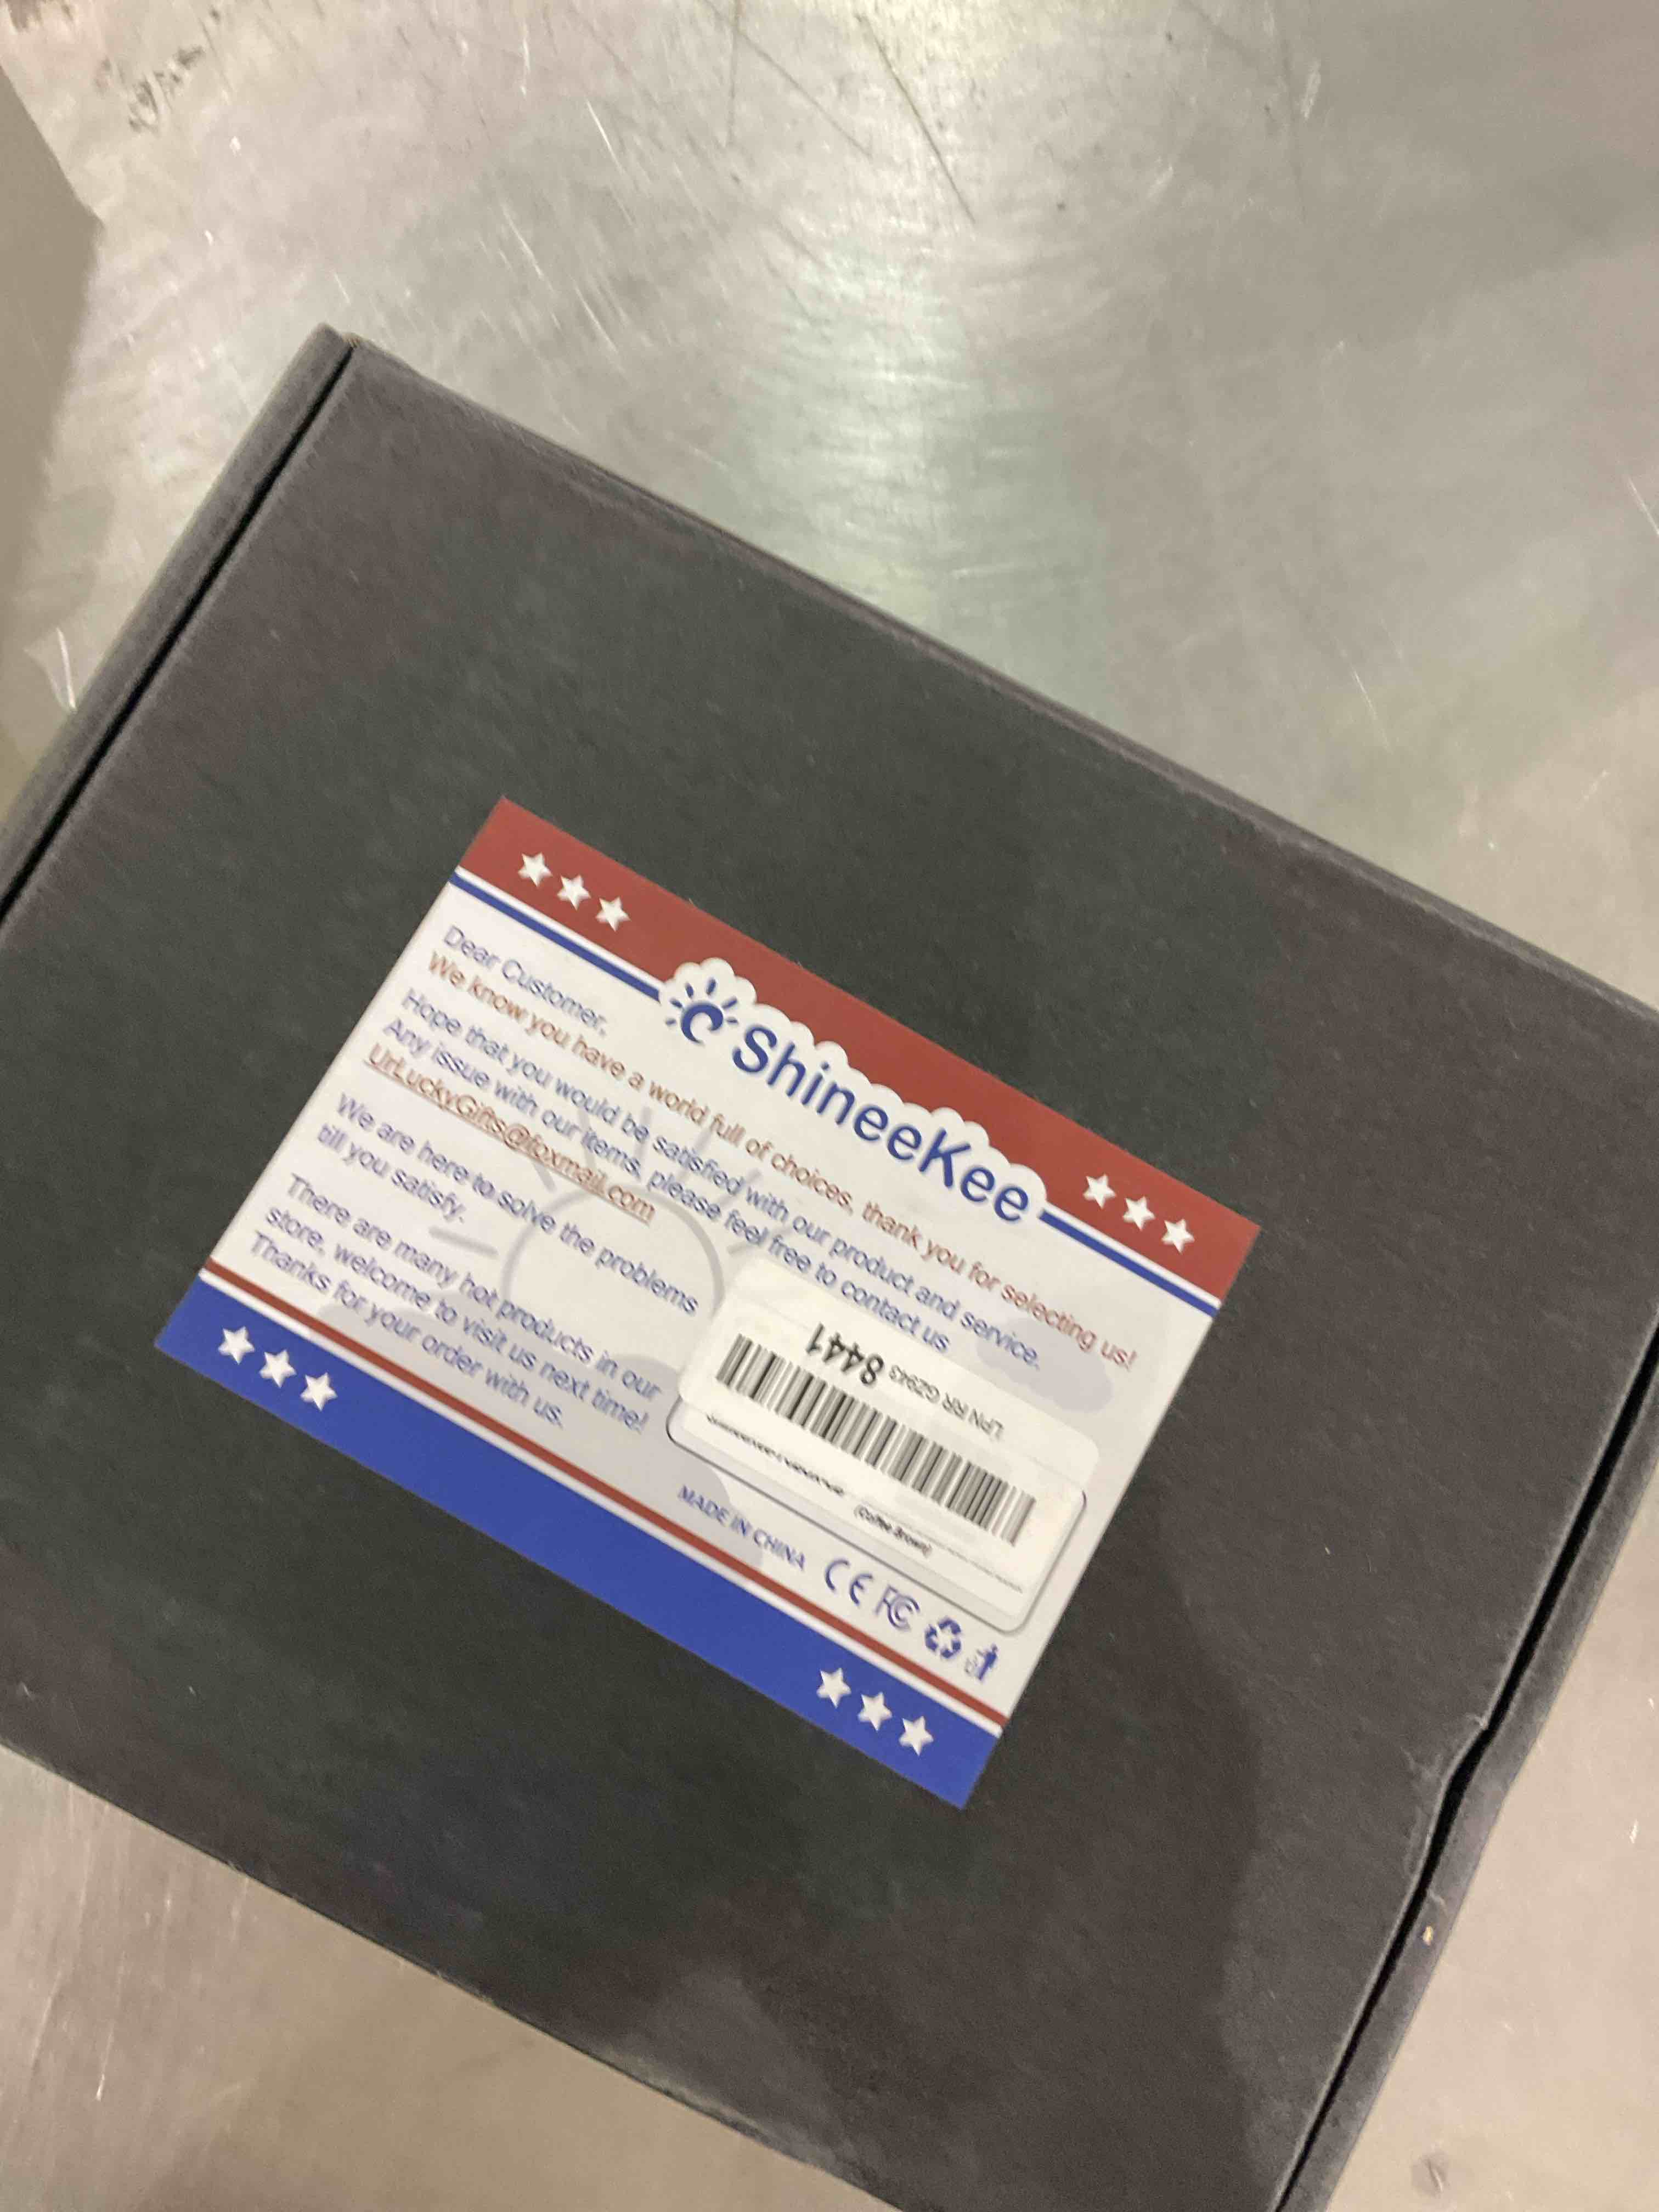 ShineeKee
Dear Customer,
We know you have a world full of choices, thank you for selecting us!
Hope that you would be satisfied with our product and service.
Any issue with our items, please feel free to contact us
UrLuckyGifts@foxmail.com
We are here to solve the problems
till you satisfy.
There are many hot products in our
store, welcome to visit us next time!
Thanks for your order with us.
LPN RR G2943 8441
(Coffee Brown)
MADE IN CHINA CE FC